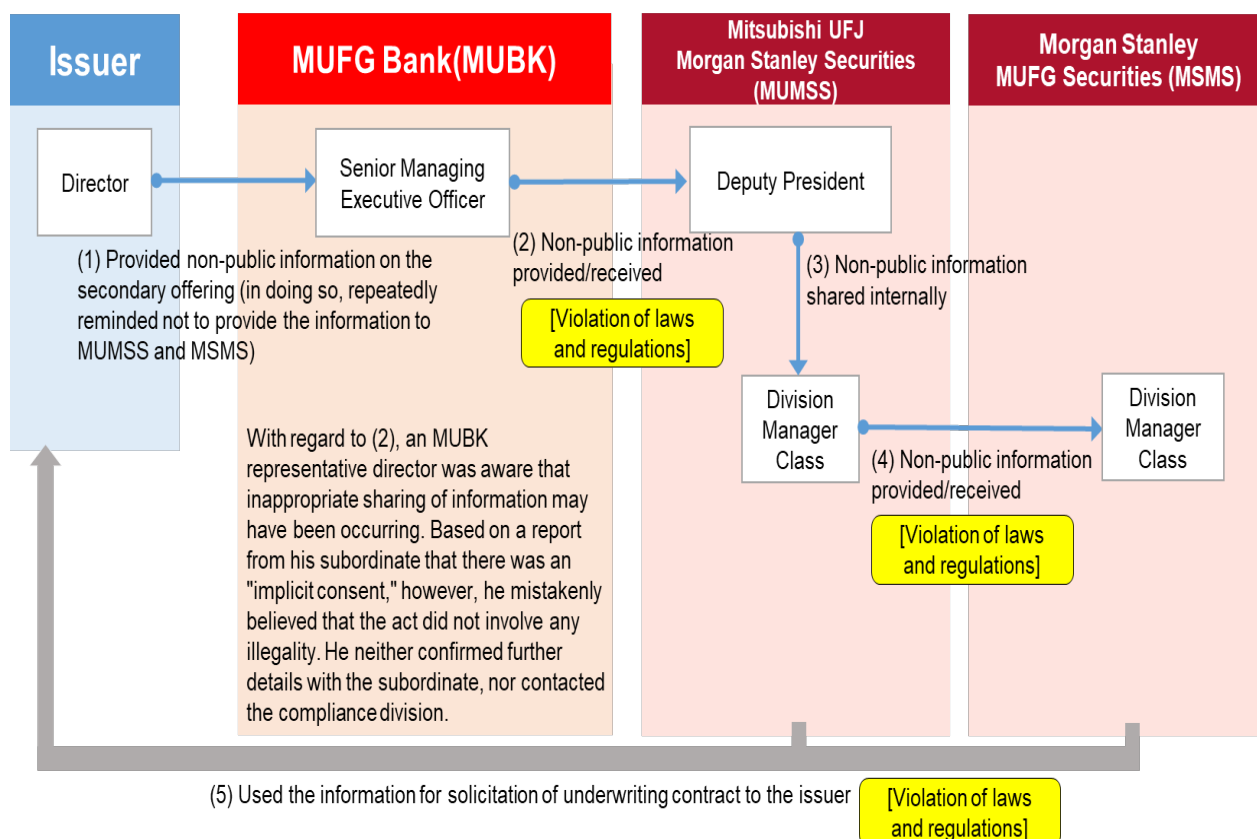 Issuer
MUFG Bank(MUBK)
Mitsubishi UFJ
Morgan Stanley Securities
(MUMSS)
Morgan Stanley
MUFG Securities (MSMS)
Director
Senior Managing
Executive Officer
Deputy President
(1) Provided non-public information on the
secondary offering (in doing so, repeatedly
reminded not to provide the information to
MUMSS and MSMS)
(2) Non-public information
provided/received
[Violation of laws
and regulations]
(3) Non-public information
shared internally
Division
Manager
Class
Division
Manager
Class
(4) Non-public information
provided/received
[Violation of laws
and regulations]
With regard to (2), an MUBK
representative director was aware that
inappropriate sharing of information may
have been occurring. Based on a report
from his subordinate that there was an
"implicit consent," however, he mistakenly
believed that the act did not involve any
illegality. He neither confirmed further
details with the subordinate, nor contacted
the compliance division.
(5) Used the information for solicitation of underwriting contract to the issuer
[Violation of laws
and regulations]